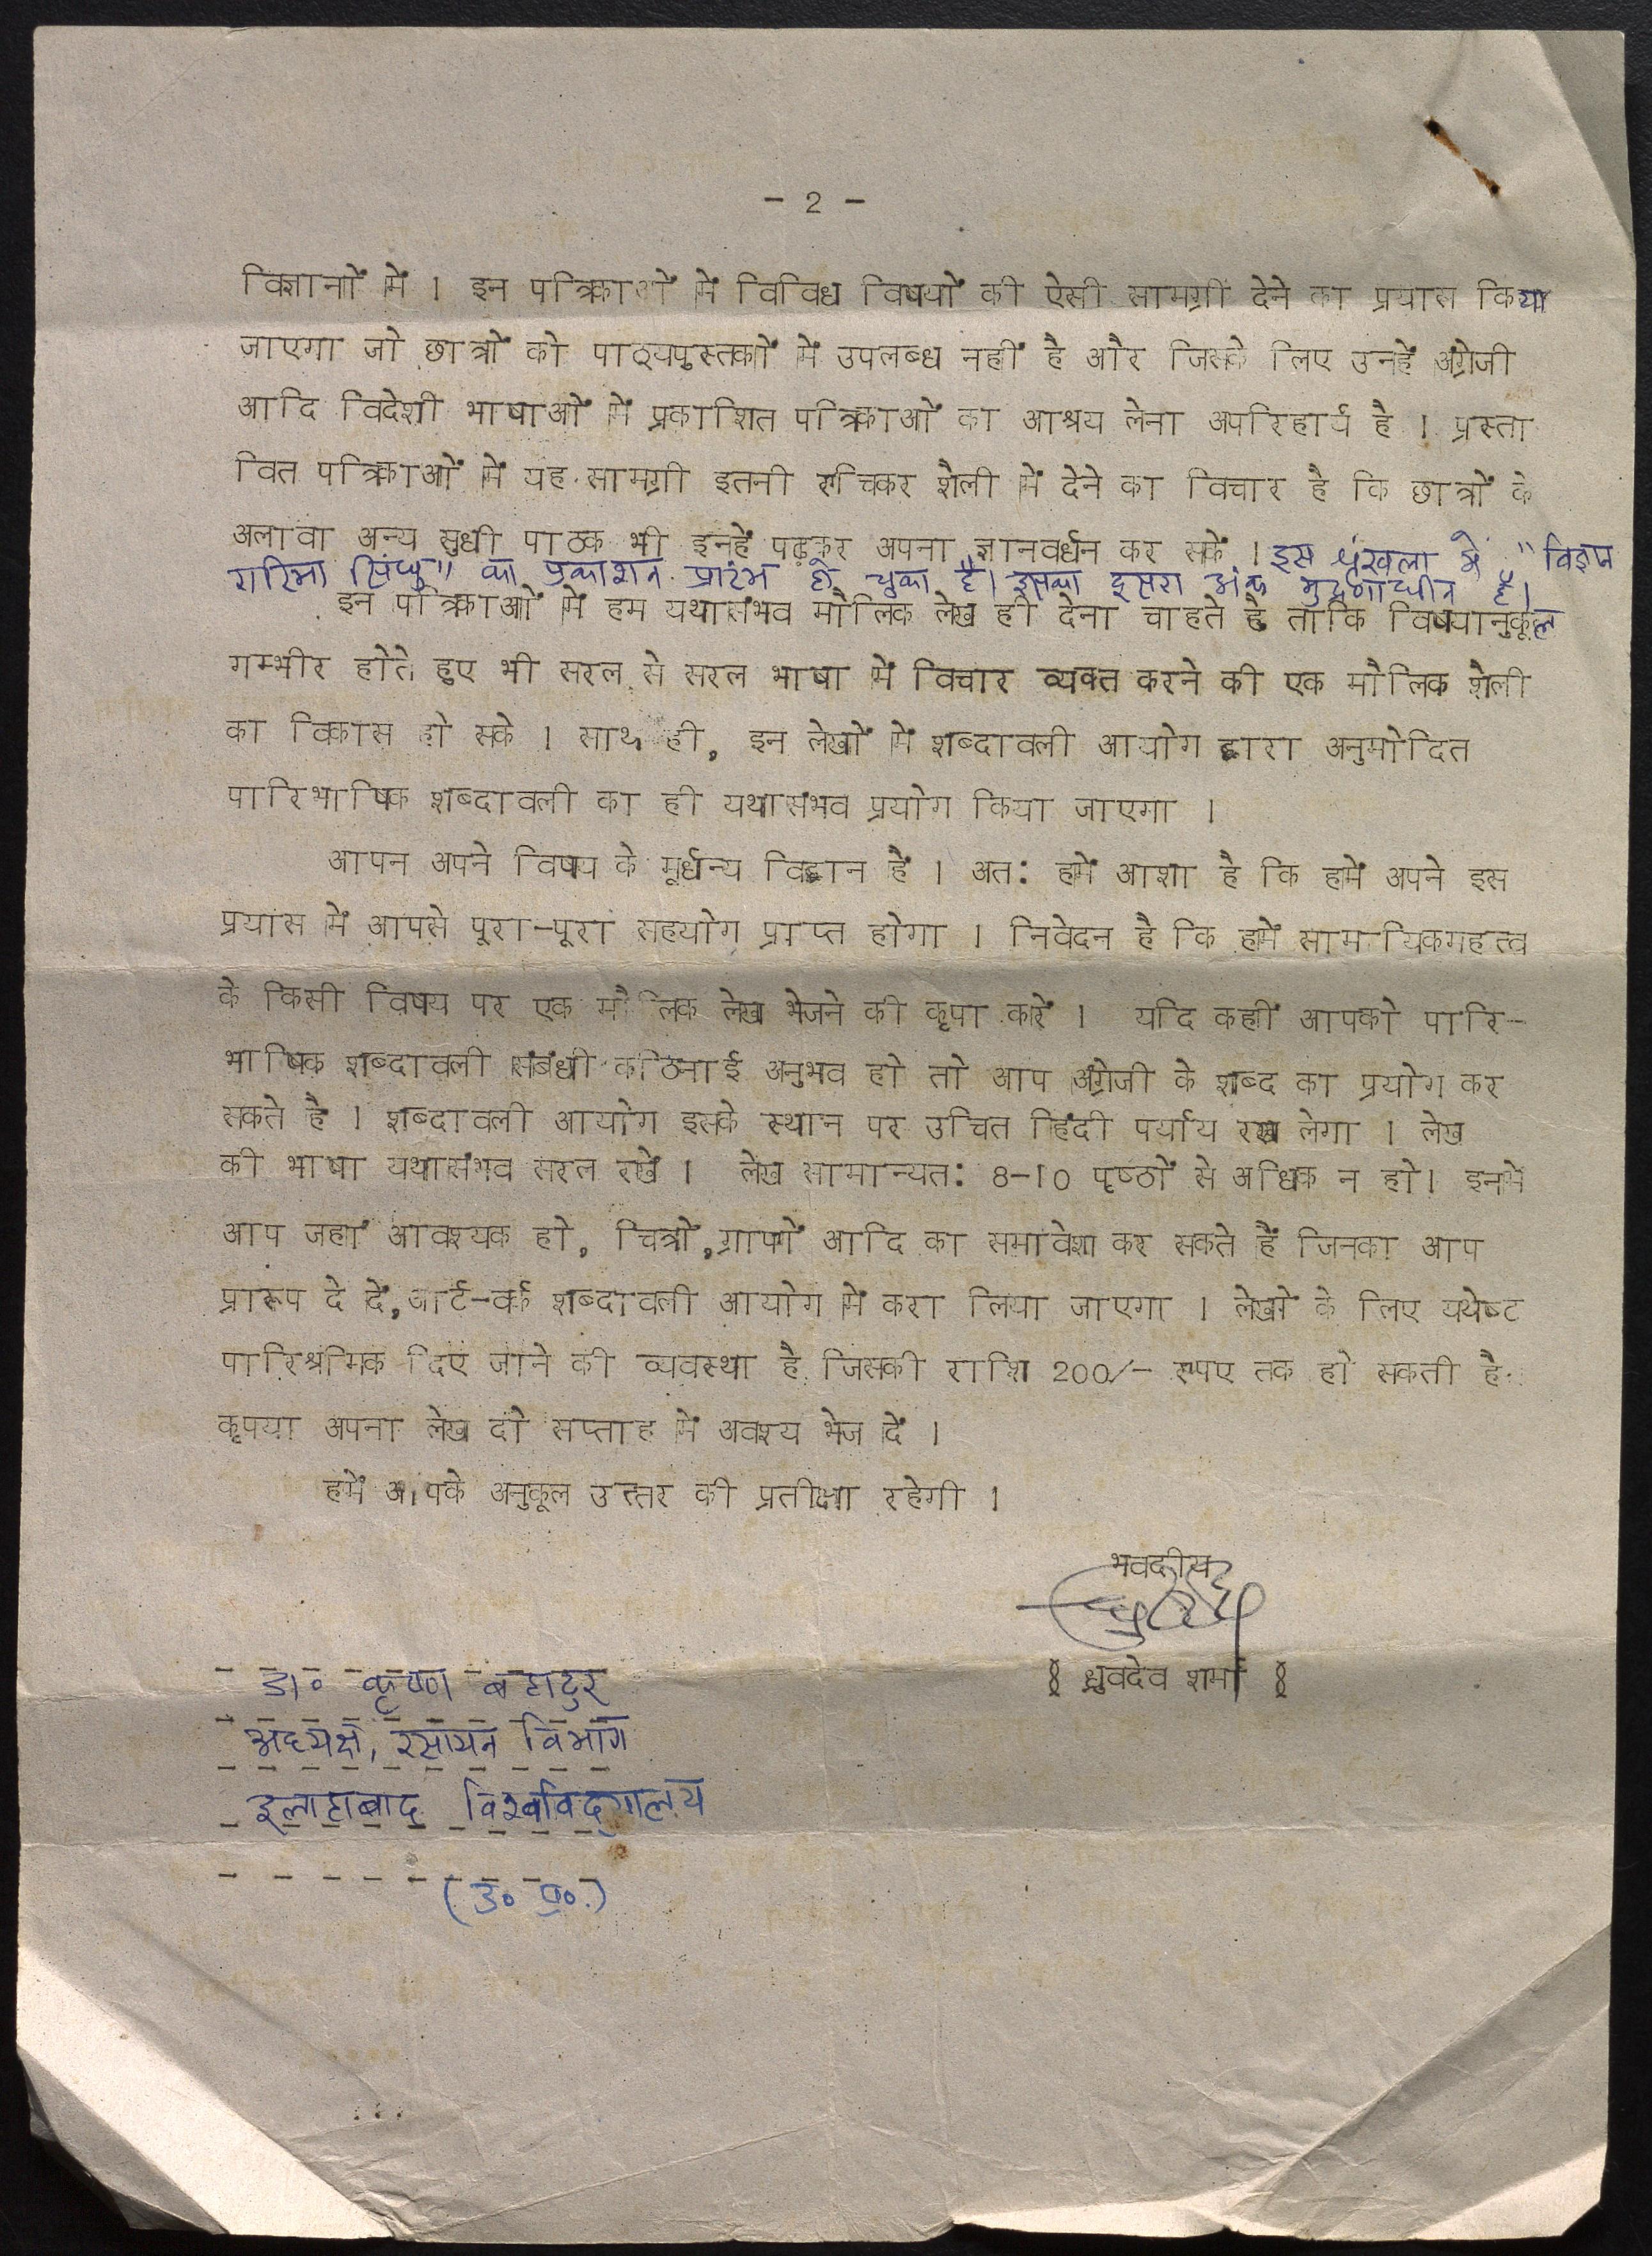 - 2 -
विज्ञानों में । इन पत्रिकाओं में विविध विषयों की ऐसी सामग्री देने का प्रयास किया
जाएगा जो छात्रों को पाठ्यपुस्तकों में उपलब्ध नहीं है और जिसके लिए उनहें अंग्रेजी
आदि विदेशी भाषाओं में प्रकाशित पत्रिकाओं का आश्रय लेना अपरिहार्य है । प्रस्ता
वित पत्रिकाओं में यह सामग्री इतनी रूचिकर शैली में देने का विचार है कि छात्रों के
अलावा अन्य सुधी पाठक भी इनहें पढ़कर अपना ज्ञानवर्धन कर सकें । इस श्रृंखला में "विज्ञान
गरिमा सिंधु" का प्रकाशन प्रारंभ हो चुका है। इसका दूसरा अंक मुद्रणाधीन है।
इन पत्रिकाओं में हम यथासंभव मौलिक लेख ही देना चाहते है ताकि विषयानुकूल
गम्भीर होते हुए भी सरल से सरल भाषा में विचार व्यक्त करने की एक मौलिक शैली
का विकास हो सके । साथ ही, इन लेखों में शब्दावली आयोग द्वारा अनुमोदित
पारिभाषिक शब्दावली का ही यथासंभव प्रयोग किया जाएगा ।
आपन अपने विषय के मूर्धन्य विद्वान हैं । अत: हमें आशा है कि हमें अपने इस
प्रयास में आपसे पूरा-पूरा सहयोग प्राप्त होगा । निवेदन है कि हमें सामयिकमहत्व
के किसी विषय पर एक मौलिक लेख भेजने की कृपा करें । यदि कहीं आपको पारि-
भाषिक शब्दावली संबंधी कठिनाई अनुभव हो तो आप अंग्रेजी के शब्द का प्रयोग कर
सकते है । शब्दावली आयोग इसके स्थान पर उचित हिंदी पर्याय रख लेगा । लेख
की भाषा यथासंभव सरल रखें । लेख सामान्यत: 8-10 पृष्ठों से अधिक न हो। इनमें
आप जहां आवश्यक हो, चित्रों,ग्राफों आदि का समावेश कर सकते हैं जिनका आप
प्रारूप दे दें,आर्ट-वर्क शब्दावली आयोग में करा लिया जाएगा । लेखों के लिए यथेष्ट
पारिश्रमिक दिए जाने की व्यवस्था है जिसकी राशि 200/- रूपए तक हो सकती है
कृपया अपना लेख दो सप्ताह में अवश्य भेज दें ।
हमें आपके अनुकूल उत्तर की प्रतीक्षा रहेगी ।
भवदीय
ध्रुवदेव शर्मा
डा० कृष्ण बहादुर
अध्यक्ष, रसायन विभाग
इलाहाबाद विश्वविद्यालय
(उ० प्र०.)